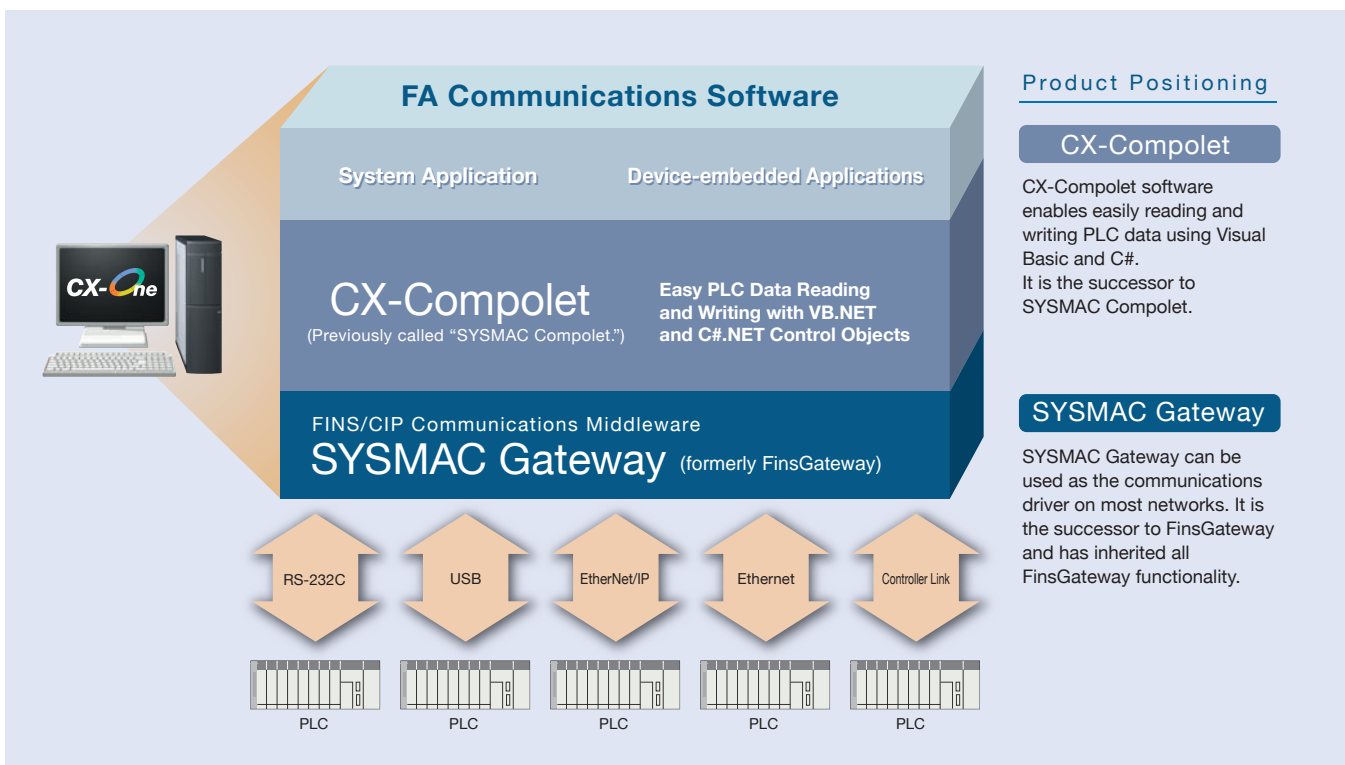 FA Communications Software
System Application
Device-embedded Applications
CX-One
CX-Compolet
(Previously called “SYSMAC Compolet.”)
Easy PLC Data Reading
and Writing with VB.NET
and C#.NET Control Objects
FINS/CIP Communications Middleware
SYSMAC Gateway (formerly FinsGateway)
RS-232C
USB
EtherNet/IP
Ethernet
Controller Link
PLC
PLC
PLC
PLC
PLC
Product Positioning
CX-Compolet
CX-Compolet software
enables easily reading and
writing PLC data using Visual
Basic and C#.
It is the successor to
SYSMAC Compolet.
SYSMAC Gateway
SYSMAC Gateway can be
used as the communications
driver on most networks. It is
the successor to FinsGateway
and has inherited all
FinsGateway functionality.